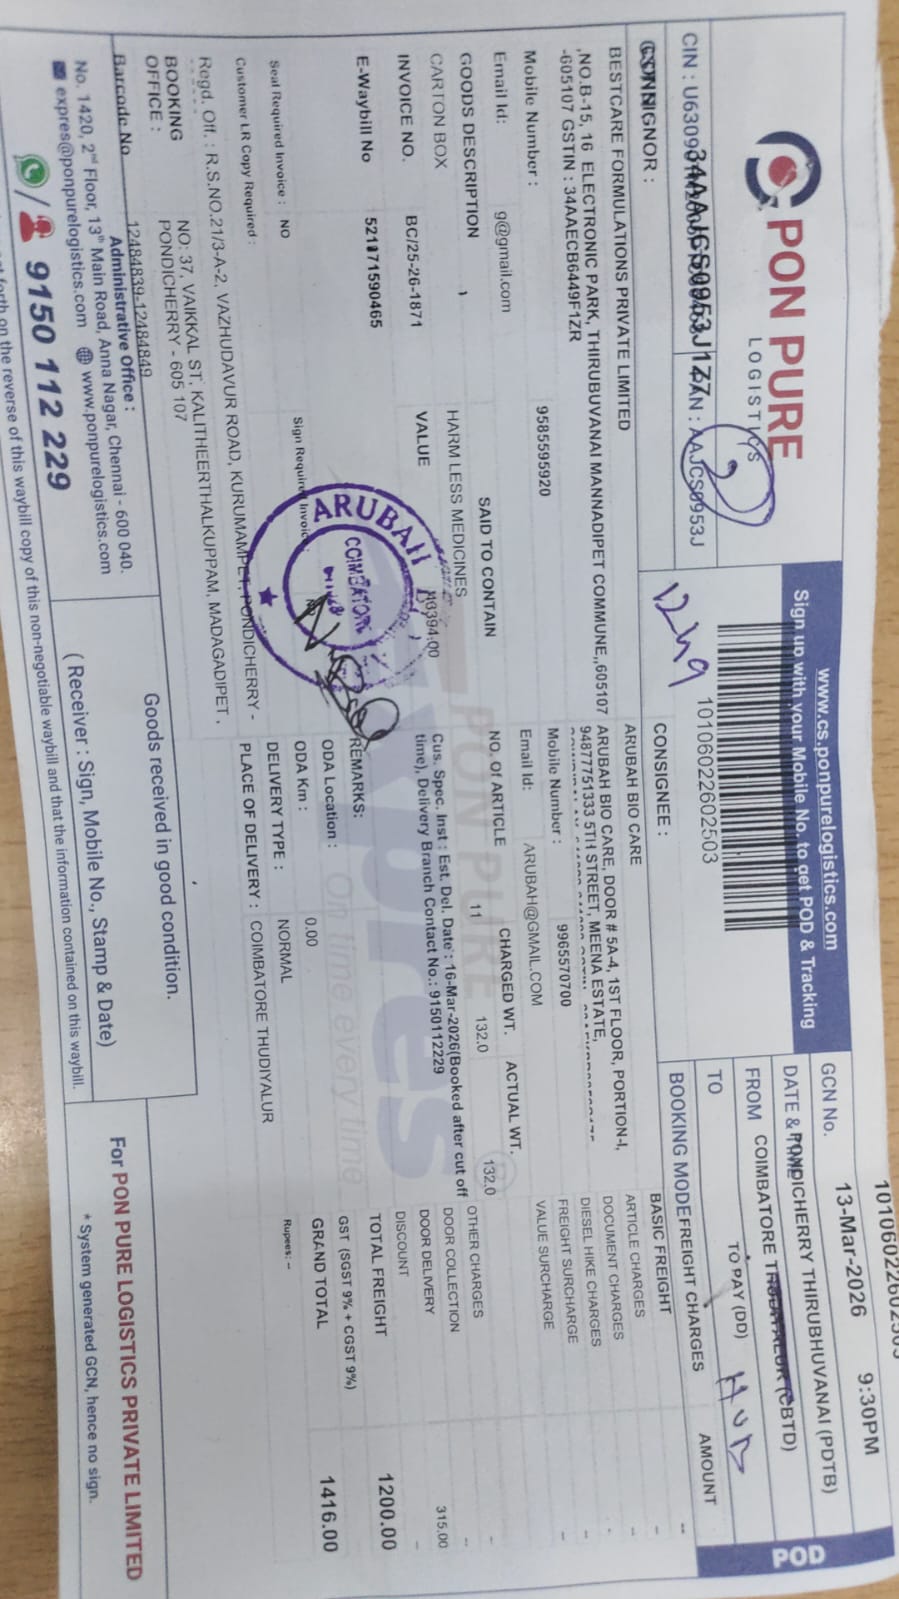 PON PURE
LOGISTICS
PAN : AAJCS0953J
34AAJCS0953J1Z7
CONSIGNOR :
BESTCARE FORMULATIONS PRIVATE LIMITED
,NO.B-15, 16 ELECTRONIC PARK, THIRUBUVANAI MANNADIPET COMMUNE,,605107
-605107 GSTIN : 34AAECB6449F1ZR
Mobile Number : 9585595920
Email Id: g@gmail.com
GOODS DESCRIPTION SAID TO CONTAIN
CARTON BOX HARM LESS MEDICINES
INVOICE NO. BC/25-26-1871 VALUE
E-Waybill No 521171590465
Seal Required Invoice : NO Sign Required Invoice
Customer LR Copy Required :
Regd. Off. : R.S.NO.21/3-A-2, VAZHUDAVUR ROAD, KURUMAMPET, PONDICHERRY -
BOOKING OFFICE : NO: 37, VAIKKAL ST, KALITHEERTHALKUPPAM, MADAGADIPET ,
PONDICHERRY - 605 107
Barcode No 12484839-12484849
Administrative Office :
No. 1420, 2nd Floor, 13th Main Road, Anna Nagar, Chennai - 600 040.
expres@ponpurelogistics.com www.ponpurelogistics.com
9150 112 229
on the reverse of this waybill copy of this non-negotiable waybill and that the information contained on this waybill.
ARUBAH
www.cs.ponpurelogistics.com
Sign up with your Mobile No. to get POD & Tracking
1010602602503
CONSIGNEE :
ARUBAH BIO CARE
ARUBAH BIO CARE, DOOR # 5A-4, 1ST FLOOR, PORTION-I,
9487751333 5TH STREET, MEENA ESTATE,
Mobile Number : 9965570700
Email Id: ARUBAH@GMAIL.COM
NO. Of ARTICLE CHARGED WT. ACTUAL WT.
11 132.0 132.0
Cus. Spec. Inst : Est. Del. Date : 16-Mar-2026(Booked after cut off
time), Delivery Branch Contact No.: 9150112229
REMARKS:
ODA Location :
ODA Km : 0.00
DELIVERY TYPE : NORMAL
PLACE OF DELIVERY : COIMBATORE THUDIYALUR
PON PURE
Xpres
On time every time
Goods received in good condition.
( Receiver : Sign, Mobile No., Stamp & Date)
GCN No.
13-Mar-2026 9:30PM
PONDICHERRY THIRUBHUVANAI (PDTB)
FROM
TO
TO PAY (DD)
BOOKING MODE FREIGHT CHARGES AMOUNT
BASIC FREIGHT --
ARTICLE CHARGES --
DOCUMENT CHARGES -
DIESEL HIKE CHARGES --
FREIGHT SURCHARGE --
VALUE SURCHARGE --
OTHER CHARGES -
DOOR COLLECTION --
DOOR DELIVERY 315.00
DISCOUNT -
TOTAL FREIGHT 1200.00
GST (SGST 9% + CGST 9%)
GRAND TOTAL 1416.00
Rupees: --
For PON PURE LOGISTICS PRIVATE LIMITED
* System generated GCN, hence no sign.
POD